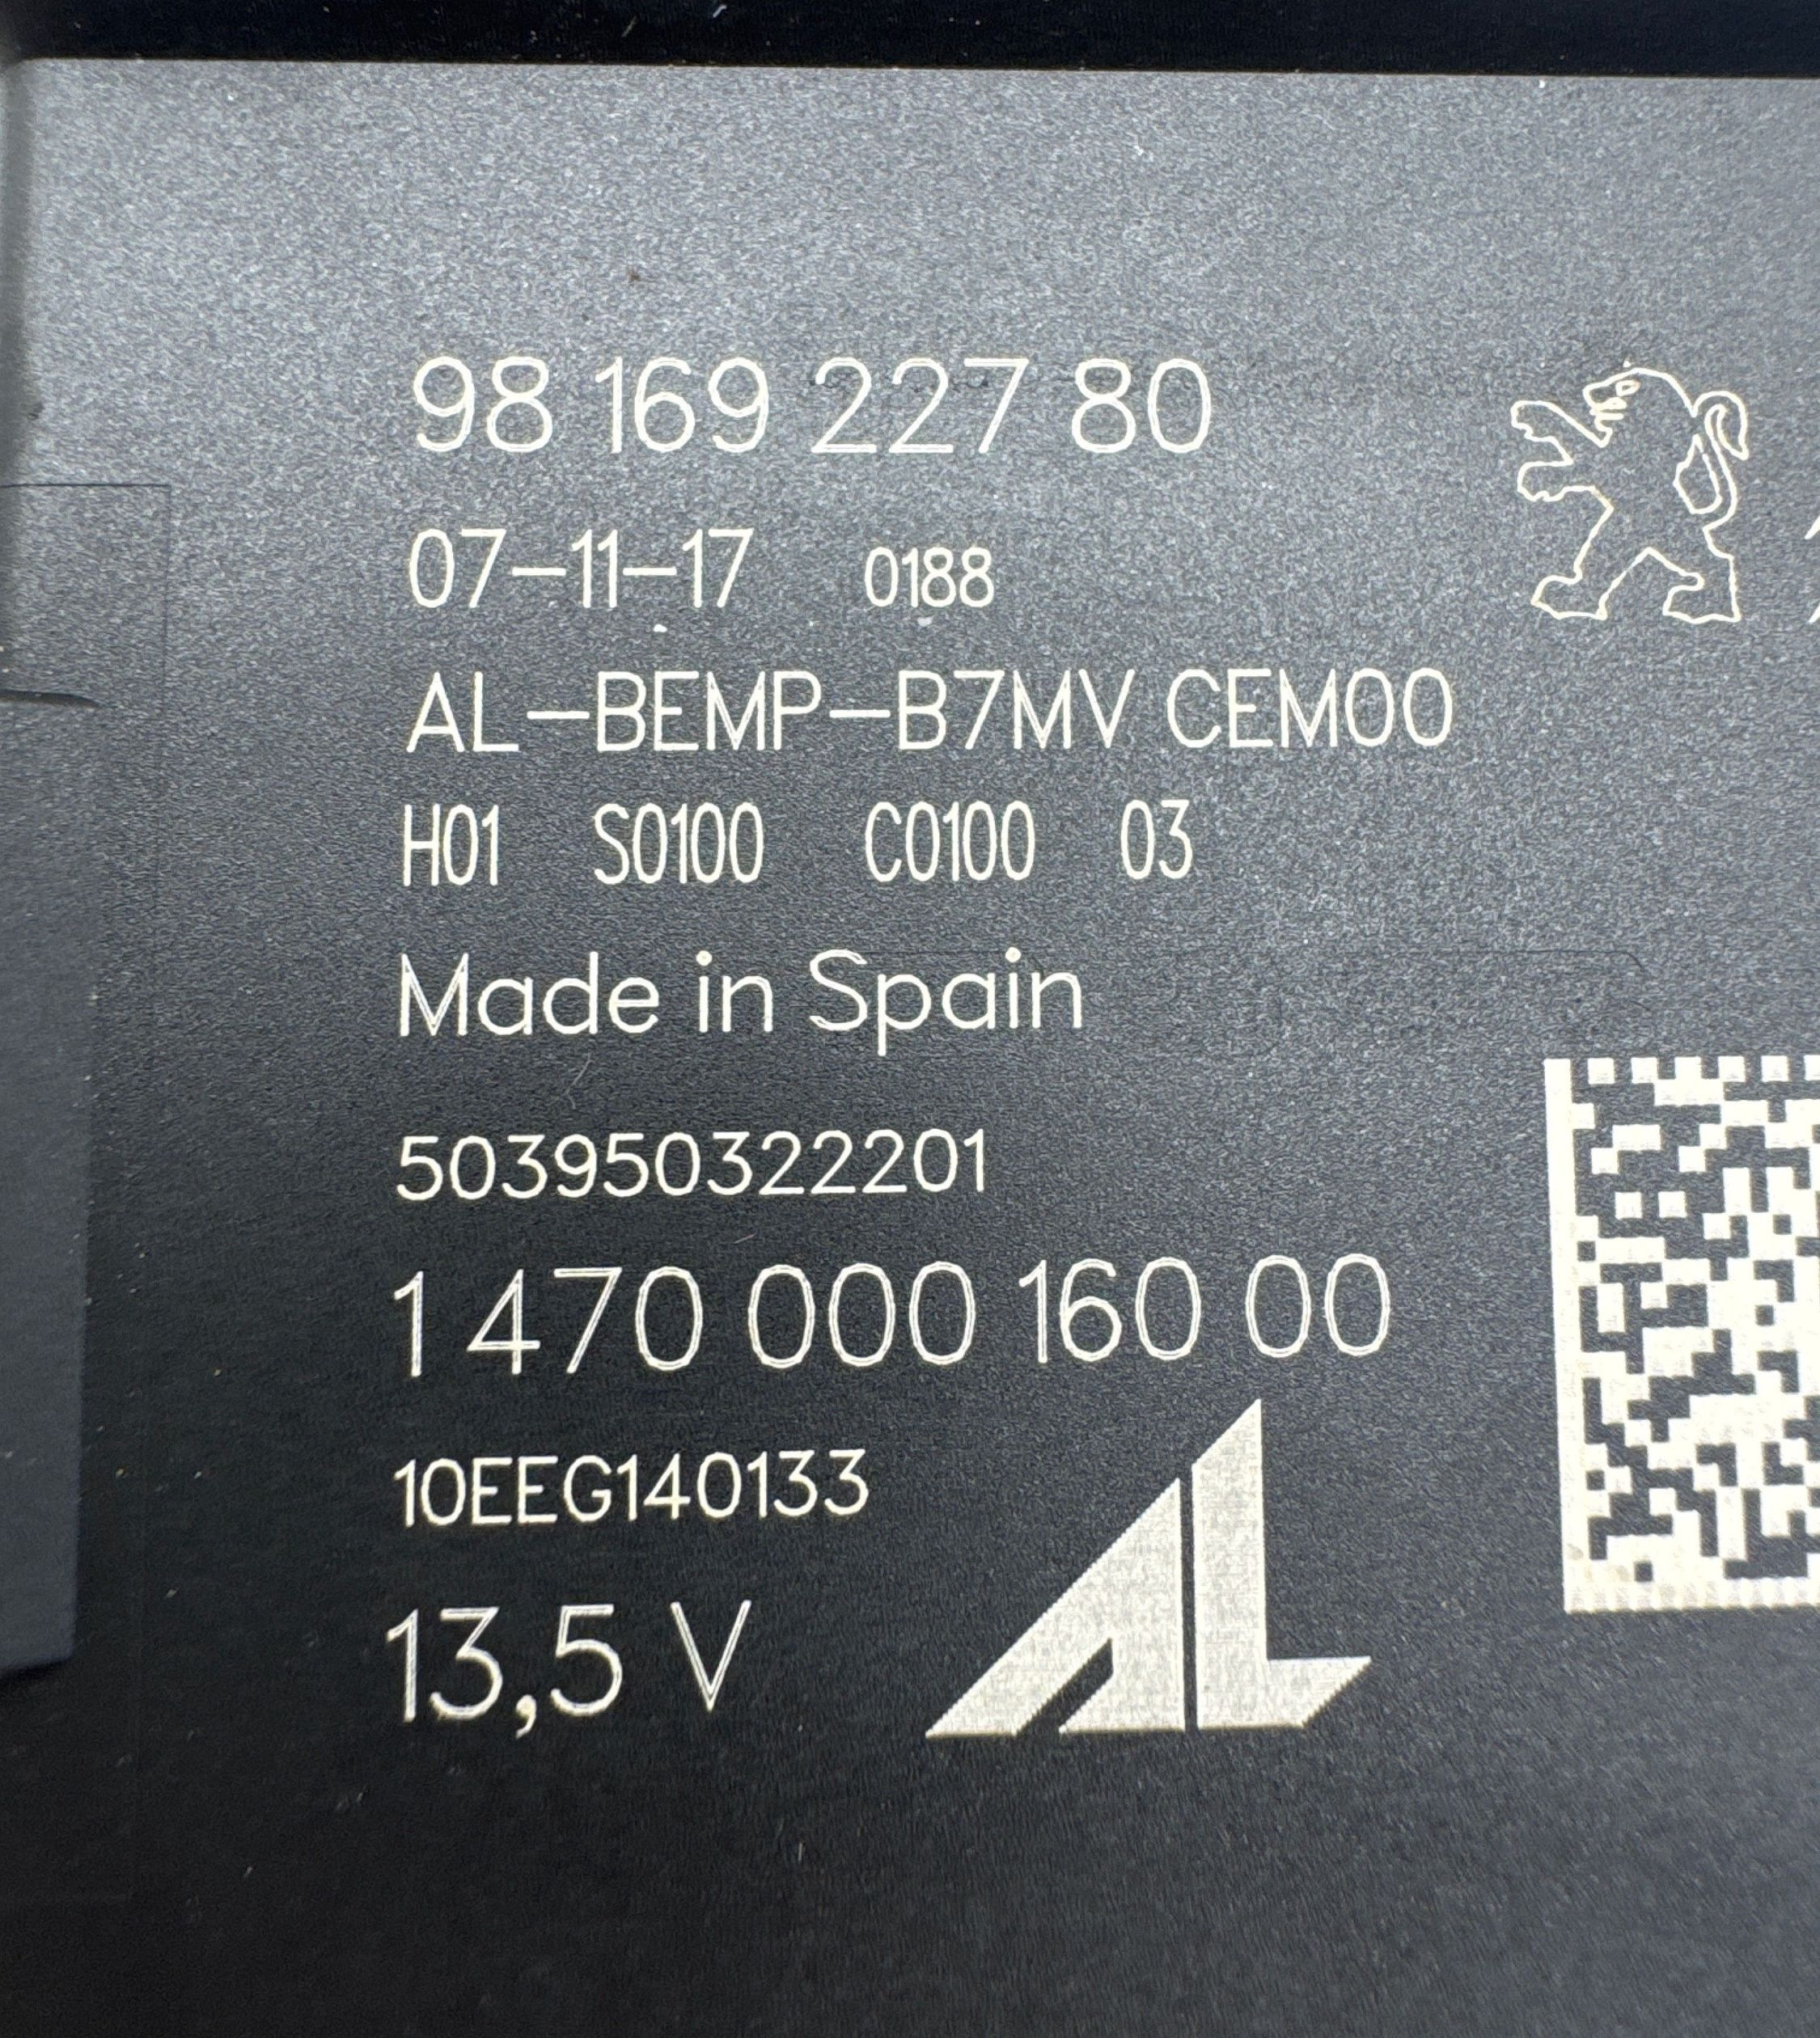 98 169 227 80
07-11-17 0188
AL-BEMP-B7MV CEM00
H01 S0100 C0100 03
Made in Spain
503950322201
1 470 000 160 00
10EEG140133
13,5 V
AL